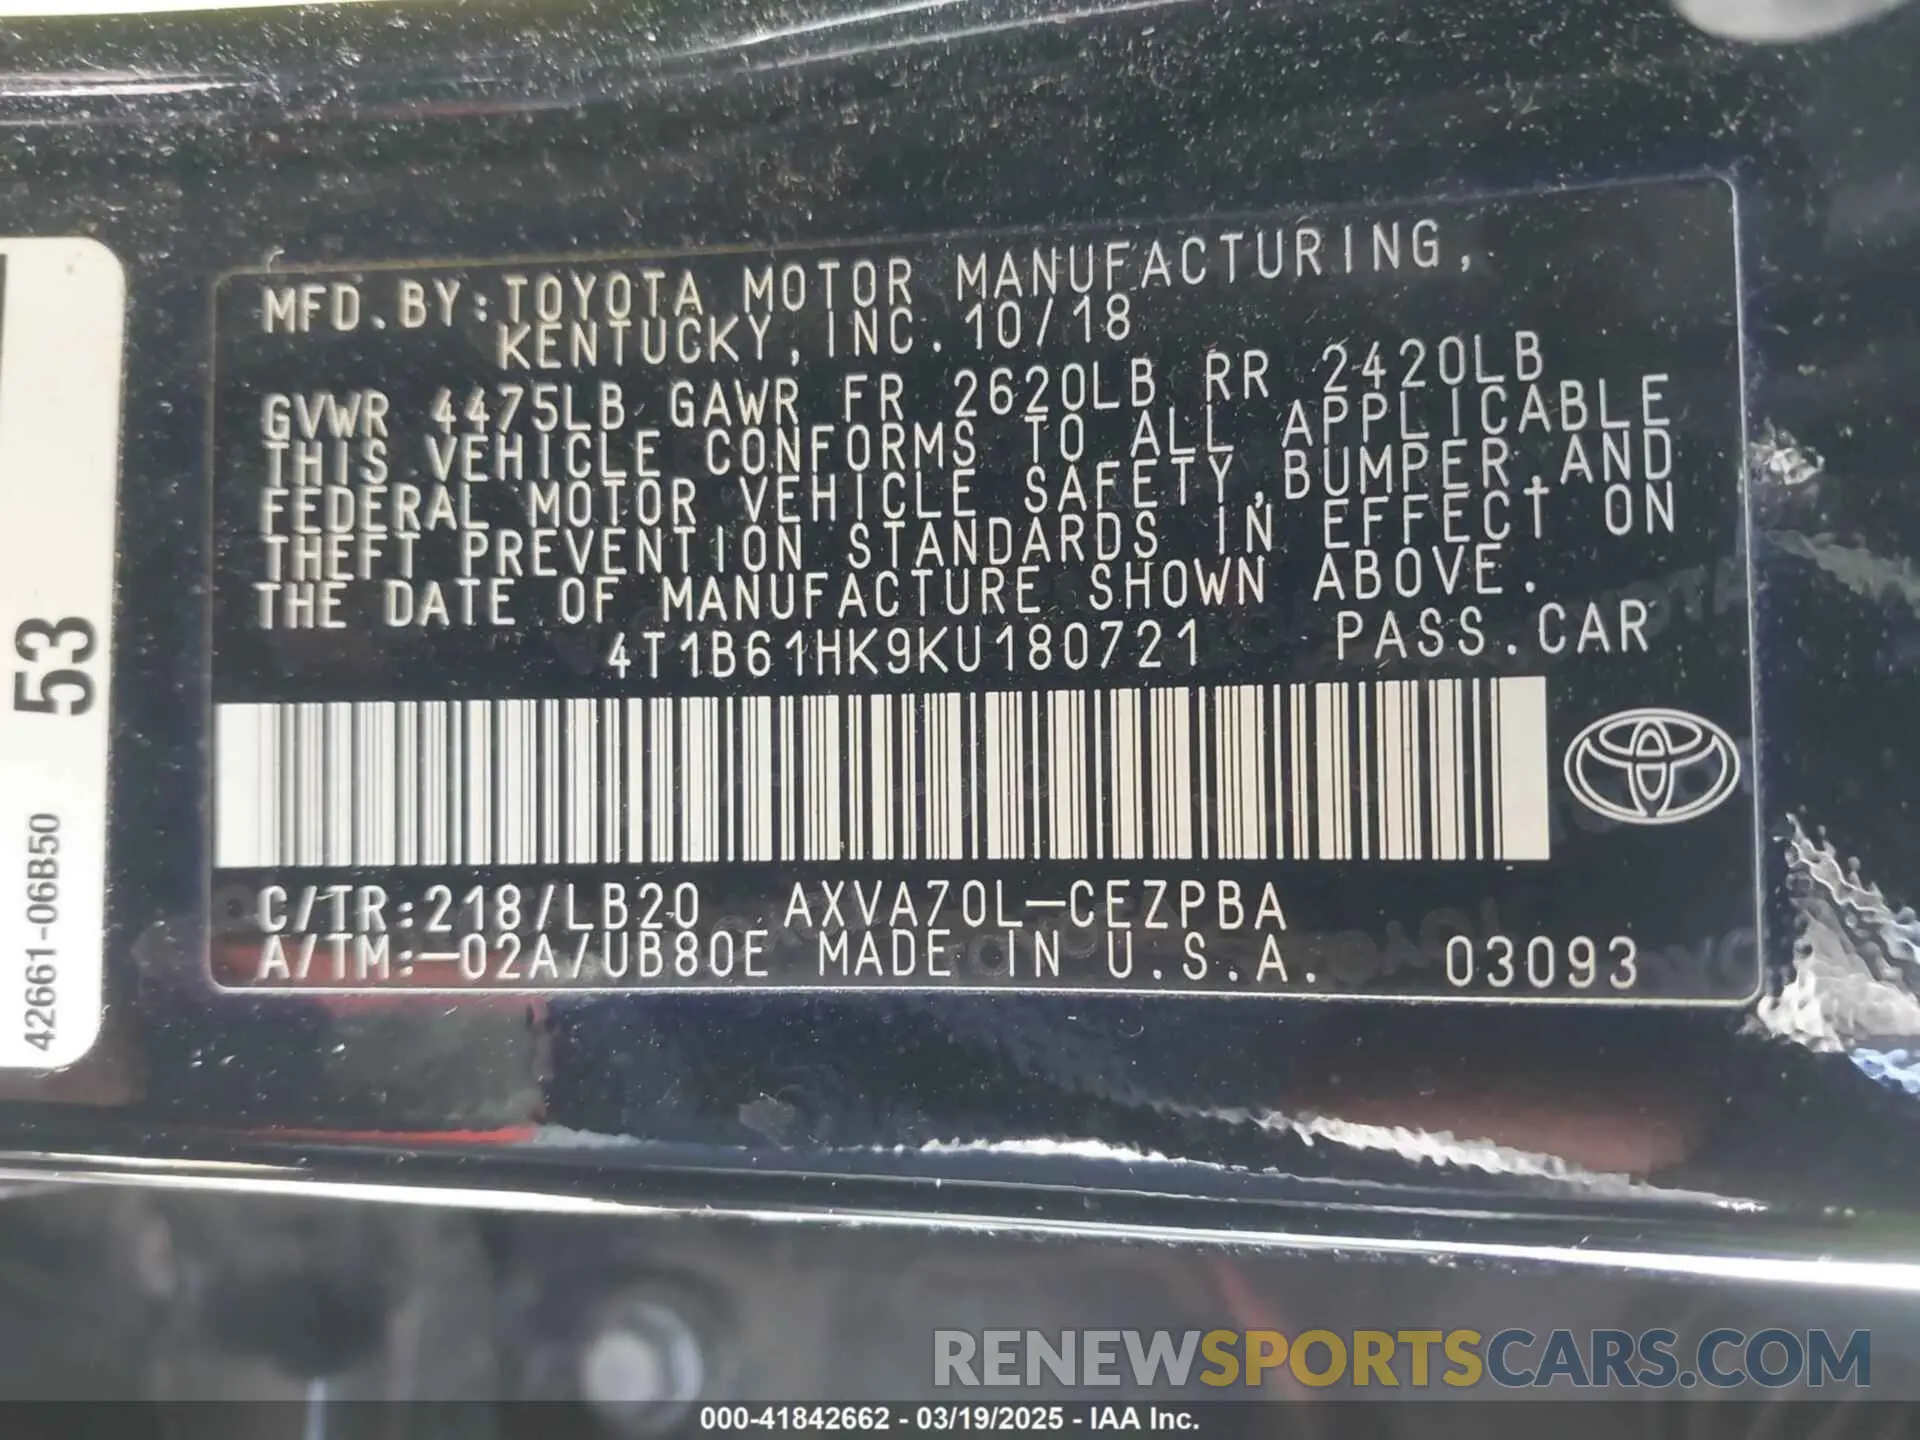 MFD.BY:TOYOTA MOTOR MANUFACTURING,
KENTUCKY, INC. 10/18
GVWR 4475LB GAWR FR 2620LB RR 2420LB
THIS VEHICLE CONFORMS TO ALL APPLICABLE
FEDERAL MOTOR VEHICLE SAFETY,BUMPER,AND
THEFT PREVENTION STANDARDS IN EFFECT ON
THE DATE OF MANUFACTURE SHOWN ABOVE.
4T1B61HK9KU180721 PASS.CAR
C/TR:218/LB20 AXVA70L-CEZPBA
A/TM:-02A/UB80E MADE IN U.S.A. 03093
53
42661-06B50
RENEWSPORTSCARS.COM
000-41842662 - 03/19/2025 - IAA Inc.